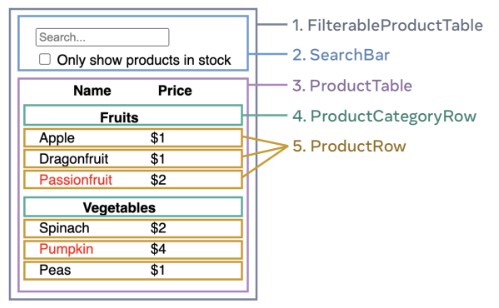 Search...
Only show products in stock
Name Price
Fruits
Apple $1
Dragonfruit $1
Passionfruit $2
Vegetables
Spinach $2
Pumpkin $4
Peas $1
1. FilterableProductTable
2. SearchBar
3. ProductTable
4. ProductCategoryRow
5. ProductRow